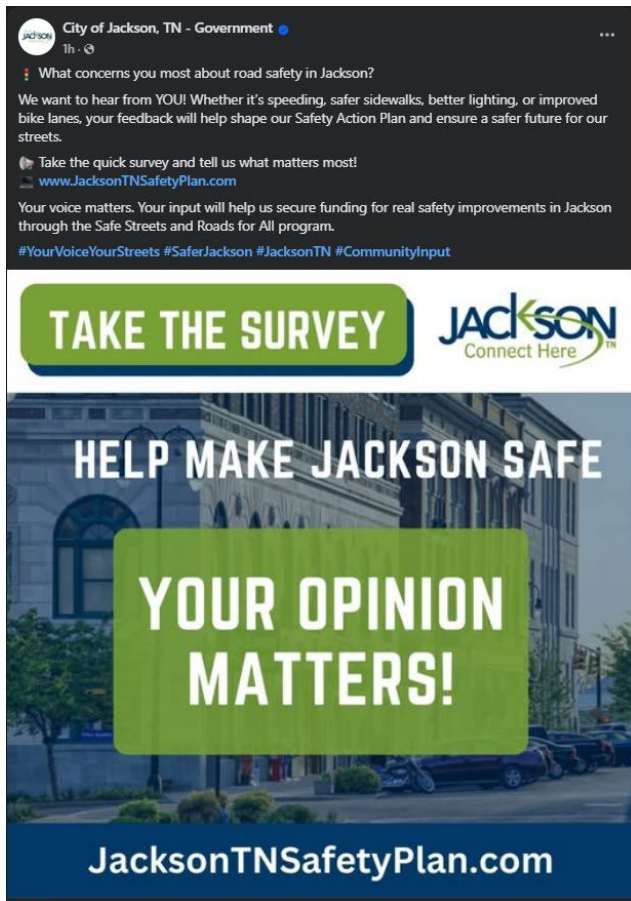 City of Jackson, TN - Government
1h ·
What concerns you most about road safety in Jackson?
We want to hear from YOU! Whether it's speeding, safer sidewalks, better lighting, or improved
bike lanes, your feedback will help shape our Safety Action Plan and ensure a safer future for our
streets.
Take the quick survey and tell us what matters most!
www.JacksonTNSafetyPlan.com
Your voice matters. Your input will help us secure funding for real safety improvements in Jackson
through the Safe Streets and Roads for All program.
#YourVoiceYourStreets #SaferJackson #JacksonTN #CommunityInput
TAKE THE SURVEY
JACKSON
Connect Here
TN
HELP MAKE JACKSON SAFE
YOUR OPINION
MATTERS!
JacksonTNSafetyPlan.com